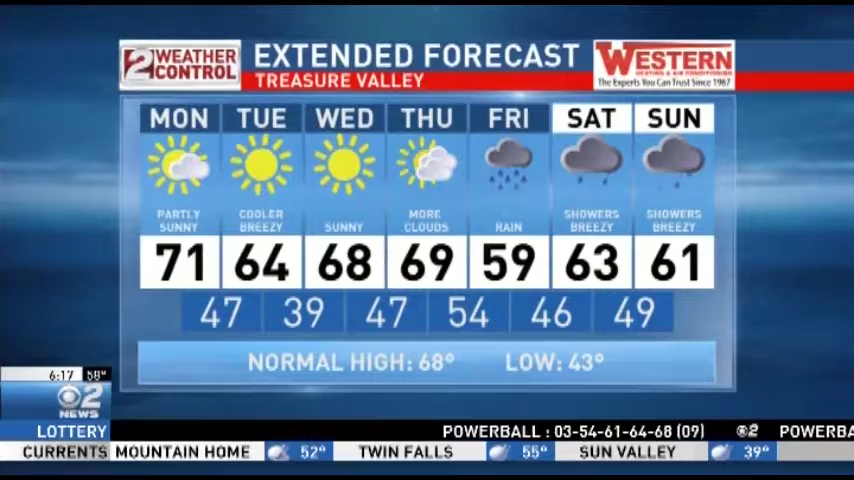 2 WEATHER CONTROL
EXTENDED FORECAST
TREASURE VALLEY
WESTERN
HEATING & AIR CONDITIONING
The Experts You Can Trust Since 1967
MON TUE WED THU FRI SAT SUN
PARTLY SUNNY
COOLER BREEZY
SUNNY
MORE CLOUDS
RAIN
SHOWERS BREEZY
SHOWERS BREEZY
71 64 68 69 59 63 61
47 39 47 54 46 49
NORMAL HIGH: 68° LOW: 43°
6:17 58°
2
NEWS
LOTTERY POWERBALL : 03-54-61-64-68 (09) 2 POWERBA
CURRENTS MOUNTAIN HOME 52° TWIN FALLS 55° SUN VALLEY 39°